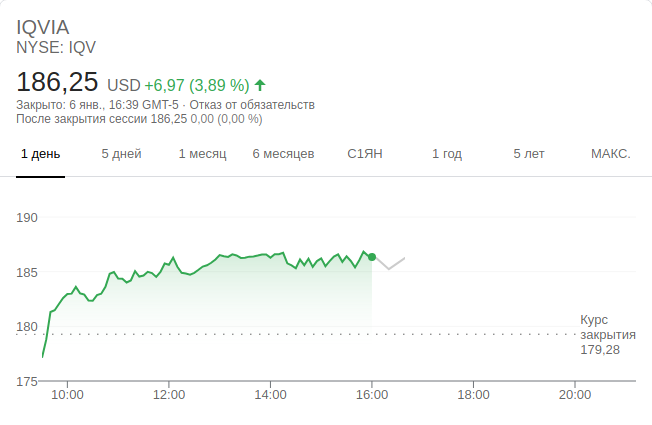 IQVIA
NYSE: IQV
186,25 USD +6,97 (3,89 %)
Закрыто: 6 янв., 16:39 GMT-5 · Отказ от обязательств
После закрытия сессии 186,25 0,00 (0,00 %)
1 день 5 дней 1 месяц 6 месяцев С1ЯН 1 год 5 лет МАКС.
190
185
180
Курс
закрытия
179,28
175
10:00 12:00 14:00 16:00 18:00 20:00